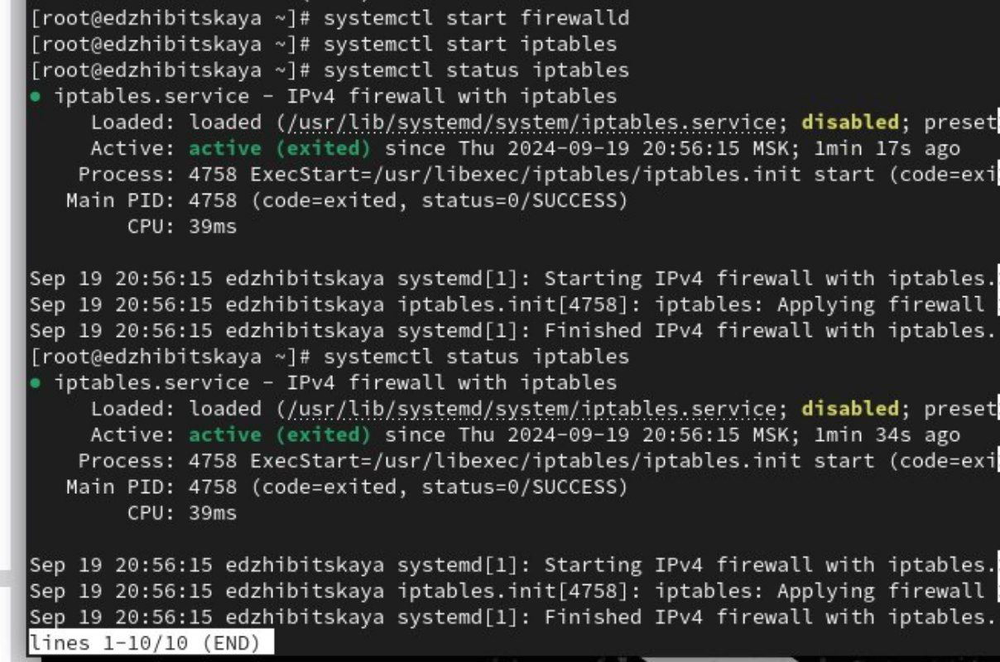 [root@edzhibitskaya ~]# systemctl start firewalld
[root@edzhibitskaya ~]# systemctl start iptables
[root@edzhibitskaya ~]# systemctl status iptables
● iptables.service - IPv4 firewall with iptables
     Loaded: loaded (/usr/lib/systemd/system/iptables.service; disabled; preset
     Active: active (exited) since Thu 2024-09-19 20:56:15 MSK; 1min 17s ago
    Process: 4758 ExecStart=/usr/libexec/iptables/iptables.init start (code=exi
   Main PID: 4758 (code=exited, status=0/SUCCESS)
        CPU: 39ms

Sep 19 20:56:15 edzhibitskaya systemd[1]: Starting IPv4 firewall with iptables.
Sep 19 20:56:15 edzhibitskaya iptables.init[4758]: iptables: Applying firewall
Sep 19 20:56:15 edzhibitskaya systemd[1]: Finished IPv4 firewall with iptables.
[root@edzhibitskaya ~]# systemctl status iptables
● iptables.service - IPv4 firewall with iptables
     Loaded: loaded (/usr/lib/systemd/system/iptables.service; disabled; preset
     Active: active (exited) since Thu 2024-09-19 20:56:15 MSK; 1min 34s ago
    Process: 4758 ExecStart=/usr/libexec/iptables/iptables.init start (code=exi
   Main PID: 4758 (code=exited, status=0/SUCCESS)
        CPU: 39ms

Sep 19 20:56:15 edzhibitskaya systemd[1]: Starting IPv4 firewall with iptables.
Sep 19 20:56:15 edzhibitskaya iptables.init[4758]: iptables: Applying firewall
Sep 19 20:56:15 edzhibitskaya systemd[1]: Finished IPv4 firewall with iptables.
lines 1-10/10 (END)